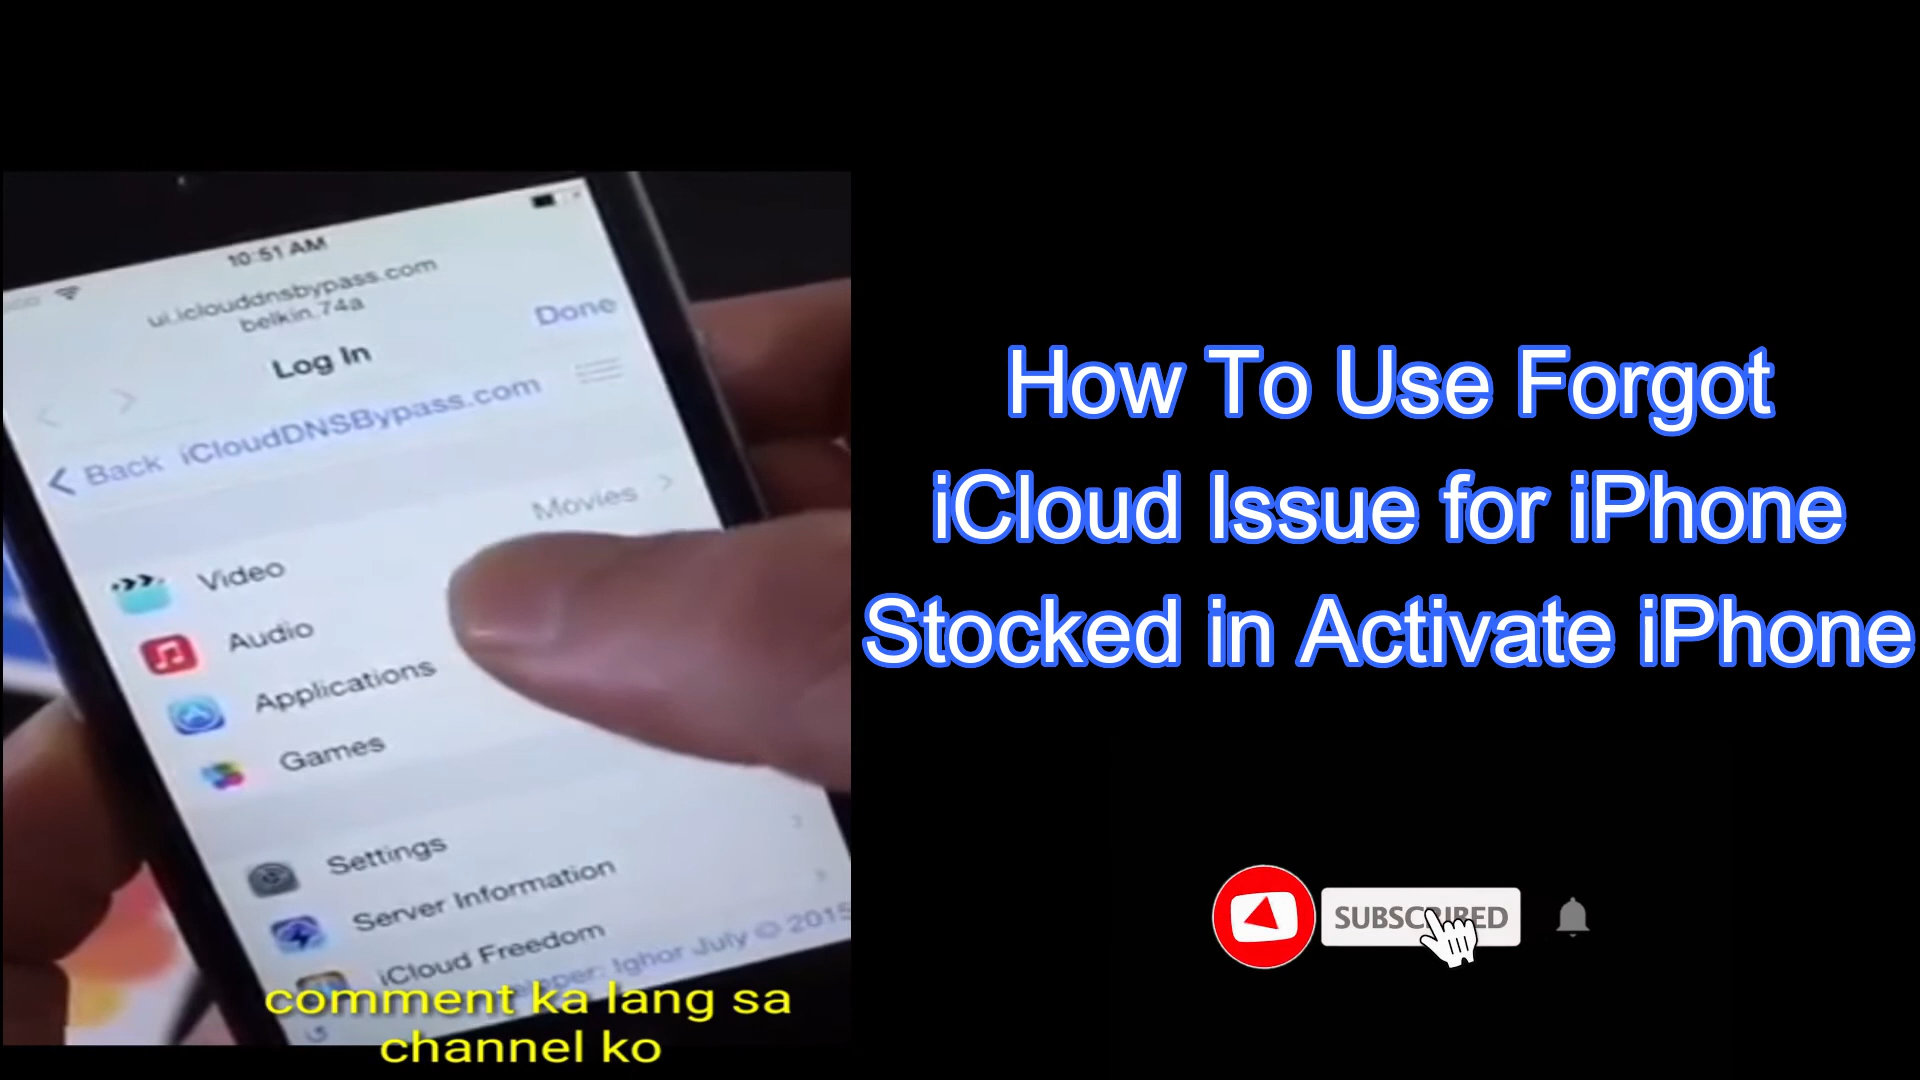 10:51 AM
ui.iclouddnsbypass.com
belkin.74a
Done
Log In
Back iCloudDNSBypass.com
Movies
Video
Audio
Applications
Games
Settings
Server Information
iCloud Freedom
Ighor July © 2015
comment ka lang sa
channel ko
How To Use Forgot
iCloud Issue for iPhone
Stocked in Activate iPhone
SUBSCRIBED